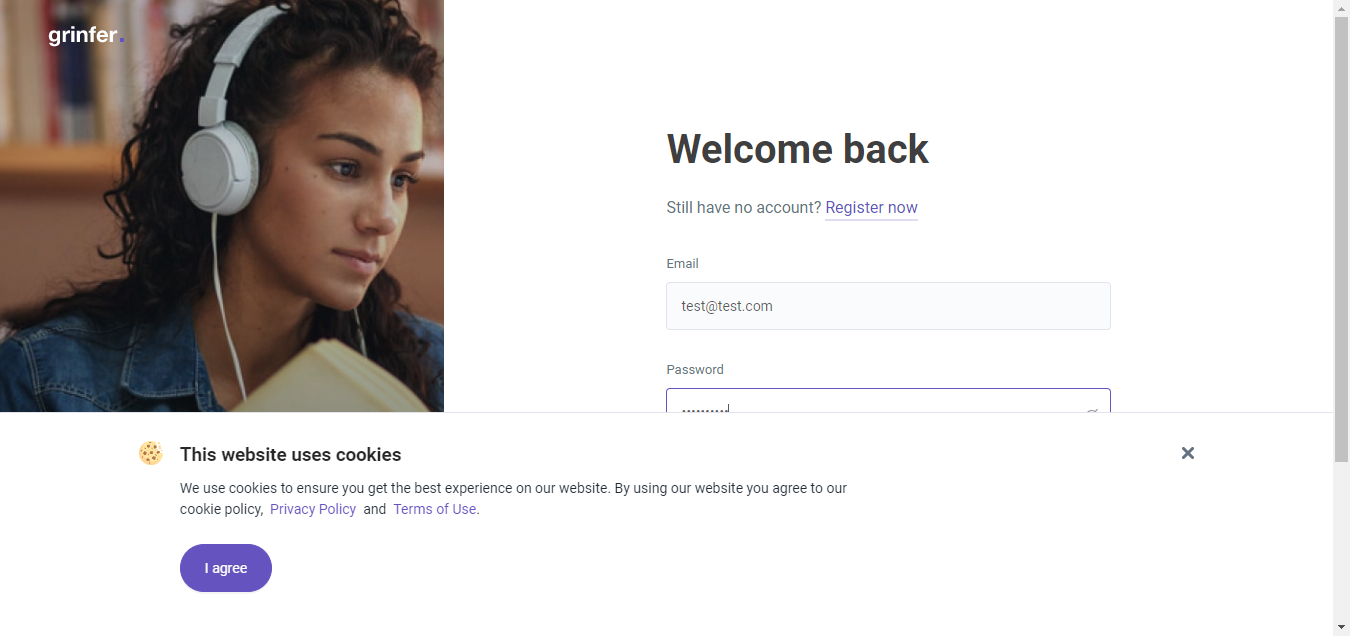 grinfer.
Welcome back
Still have no account? Register now
Email
test@test.com
Password
This website uses cookies
We use cookies to ensure you get the best experience on our website. By using our website you agree to our
cookie policy, Privacy Policy and Terms of Use.
I agree